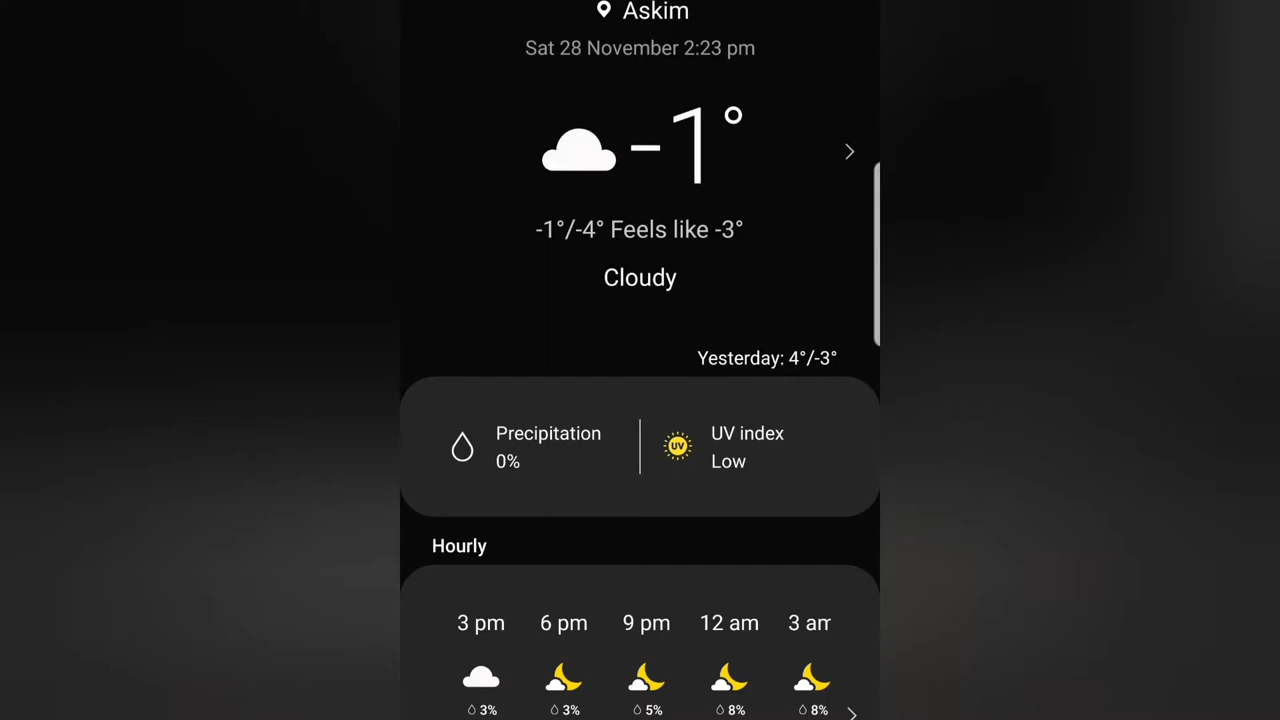 Askim
Sat 28 November 2:23 pm
-1°
-1°/-4° Feels like -3°
Cloudy
Yesterday: 4°/-3°
Precipitation
0%
UV
UV index
Low
Hourly
3 pm 6 pm 9 pm 12 am 3 am
3% 3% 5% 8% 8%